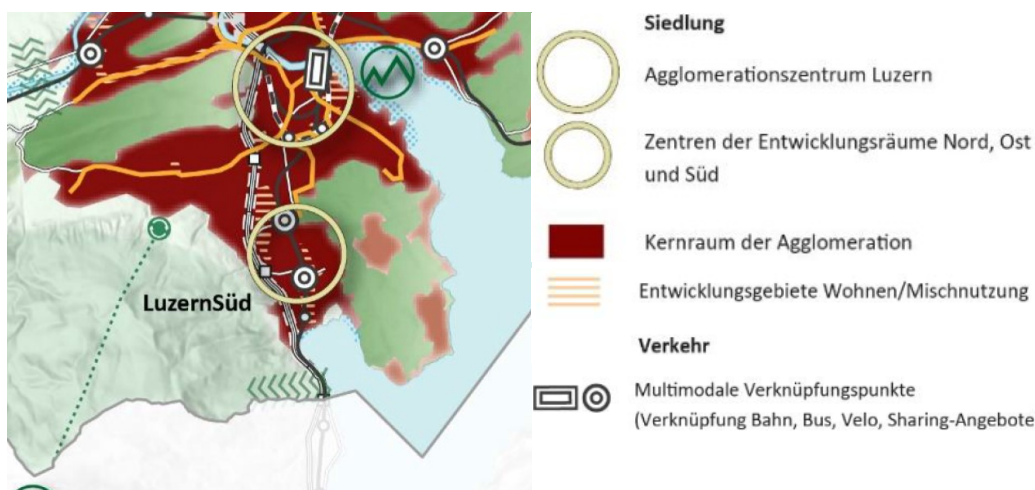 LuzernSüd
Siedlung
Agglomerationszentrum Luzern
Zentren der Entwicklungsräume Nord, Ost
und Süd
Kernraum der Agglomeration
Entwicklungsgebiete Wohnen/Mischnutzung
Verkehr
Multimodale Verknüpfungspunkte
(Verknüpfung Bahn, Bus, Velo, Sharing-Angebote